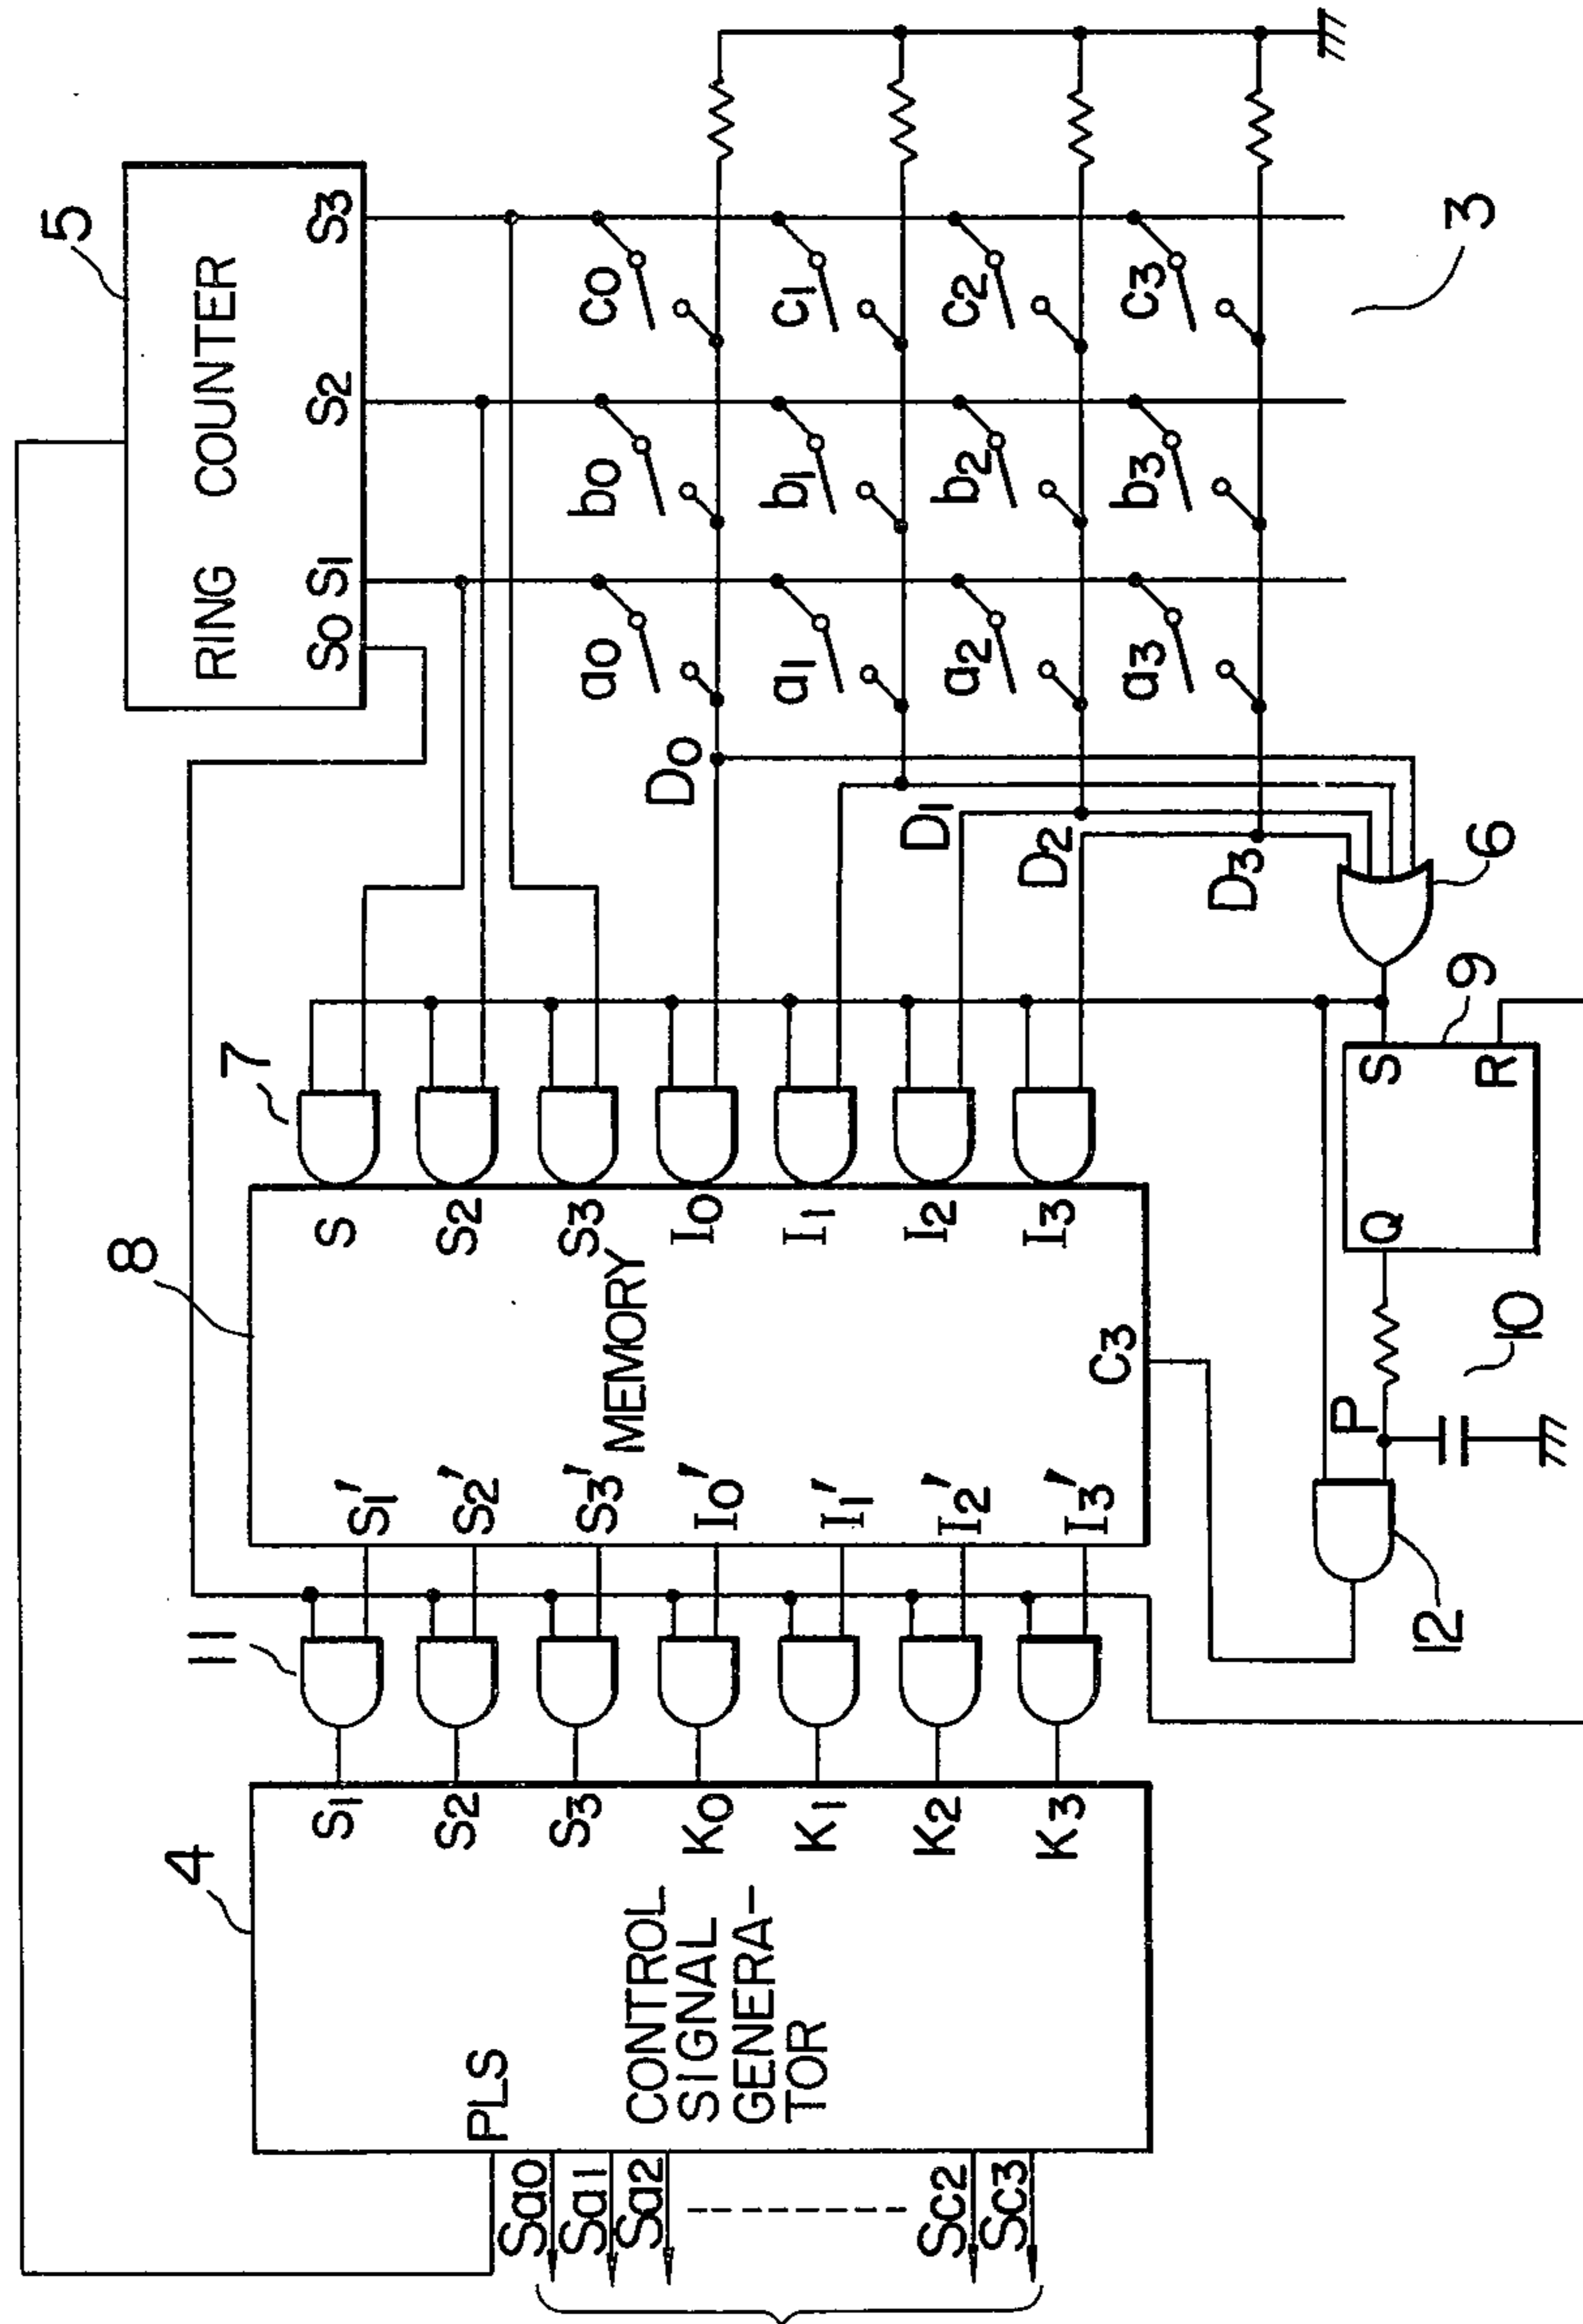 5
RING COUNTER
S0 S1 S2 S3
a0 b0 c0
a1 b1 c1
a2 b2 c2
a3 b3 c3
3
D0
D1
D2
D3
6
7
8
S
S2
S3
I0
I1
I2
I3
MEMORY
C3
S1'
S2'
S3'
I0'
I1'
I2'
I3'
9
S
R
Q
P
10
12
11
4
S1
S2
S3
K0
K1
K2
K3
CONTROL
SIGNAL
GENERA-
TOR
PLS
Sa0
Sa1
Sa2
Sc2
Sc3